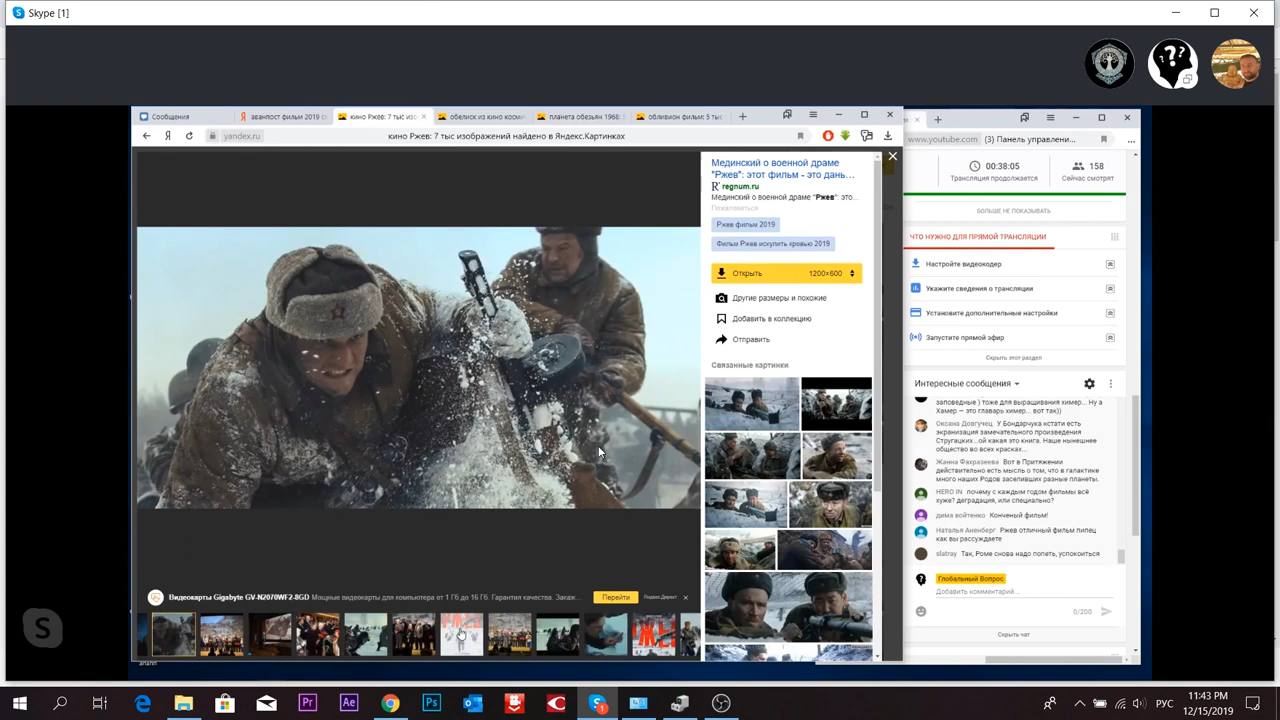 Skype [1]
Сообщения
аванпост фильм 2019 с
кино Ржев: 7 тыс изо
обелиск из кино косми
планета обезьян 1968: 5
обливион фильм: 5 тыс
yandex.ru
кино Ржев: 7 тыс изображений найдено в Яндекс.Картинках
Мединский о военной драме
"Ржев": этот фильм - это дань…
regnum.ru
Мединский о военной драме "Ржев": это…
Пожаловаться
Ржев фильм 2019
Фильм Ржев искупить кровью 2019
Открыть 1200×600
Другие размеры и похожие
Добавить в коллекцию
Отправить
Связанные картинки
Видеокарты Gigabyte GV-N2070WF2-8GD Мощные видеокарты для компьютера от 1 Гб до 16 Гб. Гарантия качества. Зака…
Перейти
Яндекс.Директ
www.youtube.com (3) Панель управлени…
00:38:05
Трансляция продолжается
158
Сейчас смотрят
БОЛЬШЕ НЕ ПОКАЗЫВАТЬ
ЧТО НУЖНО ДЛЯ ПРЯМОЙ ТРАНСЛЯЦИИ
Настройте видеокодер
Укажите сведения о трансляции
Установите дополнительные настройки
Запустите прямой эфир
Скрыть этот раздел
Интересные сообщения
заповедные ) тоже для выращивания химер... Ну а
Хамер — это главарь химер... вот так))
Оксана Довгучец У Бондарчука кстати есть
экранизация замечательного произведения
Стругацких...ой какая это книга. Наше нынешнее
общество во всех красках...
Жанна Фахразеева Вот в Притяжении
действительно есть мысль о том, что в галактике
много наших Родов заселивших разные планеты.
HERO IN почему с каждым годом фильмы всё
хуже? деградация, или специально?
дима войтенко Конченый фильм!
Наталья Аненберг Ржев отличный фильм липец
как вы рассуждаете
slatray Так, Роме снова надо попеть, успокоиться
Глобальный Вопрос
Добавить комментарий...
0/200
Скрыть чат
РУС
11:43 PM
12/15/2019